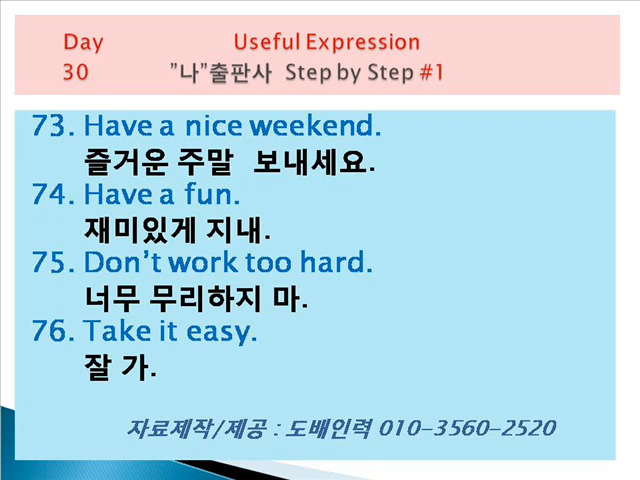 Day Useful Expression
30 ”나”출판사 Step by Step #1
73. Have a nice weekend.
즐거운 주말 보내세요.
74. Have a fun.
재미있게 지내.
75. Don’t work too hard.
너무 무리하지 마.
76. Take it easy.
잘 가.
자료제작/제공 : 도배인력 010-3560-2520